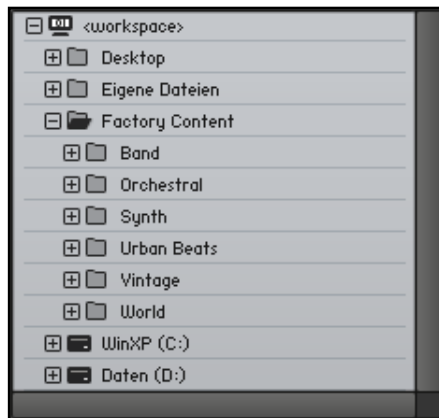 <workspace>
Desktop
Eigene Dateien
Factory Content
Band
Orchestral
Synth
Urban Beats
Vintage
World
WinXP (C:)
Daten (D:)